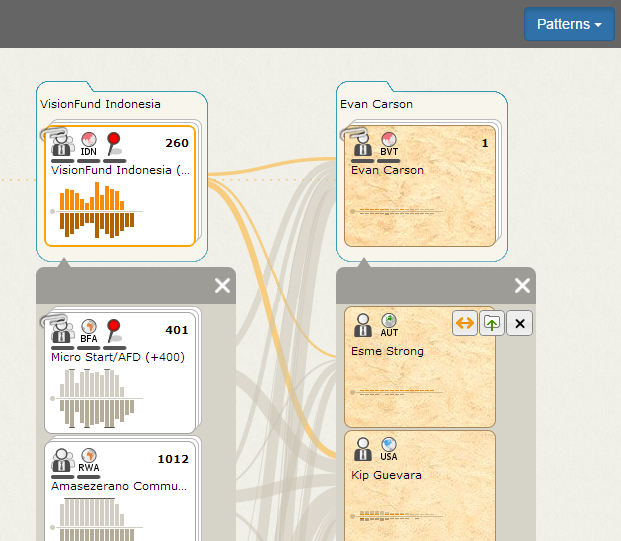 Patterns
VisionFund Indonesia
IDN
260
VisionFund Indonesia (...
Evan Carson
BVT
1
Evan Carson
BFA
401
Micro Start/AFD (+400)
RWA
1012
Amasezerano Commu...
AUT
Esme Strong
USA
Kip Guevara